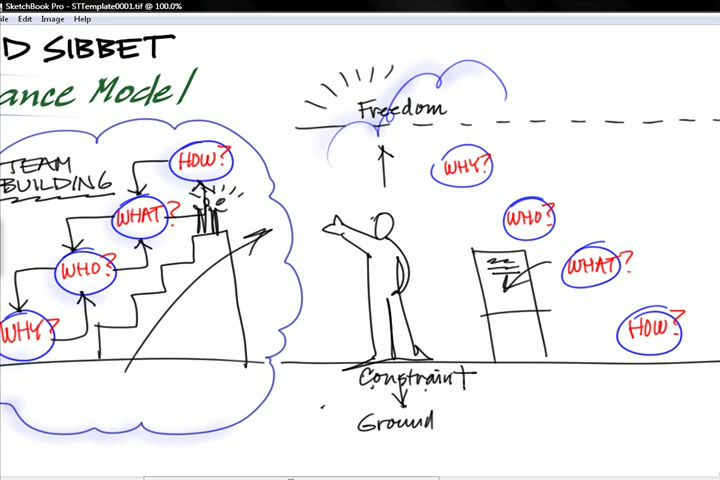 SketchBook Pro - STTemplate0001.tif @ 100.0%
ile Edit Image Help
D SIBBET
ance Model
TEAM
BUILDING
HOW?
WHAT?
WHO?
WHY?
Freedom
WHY?
WHO?
WHAT?
HOW?
Constraint
Ground